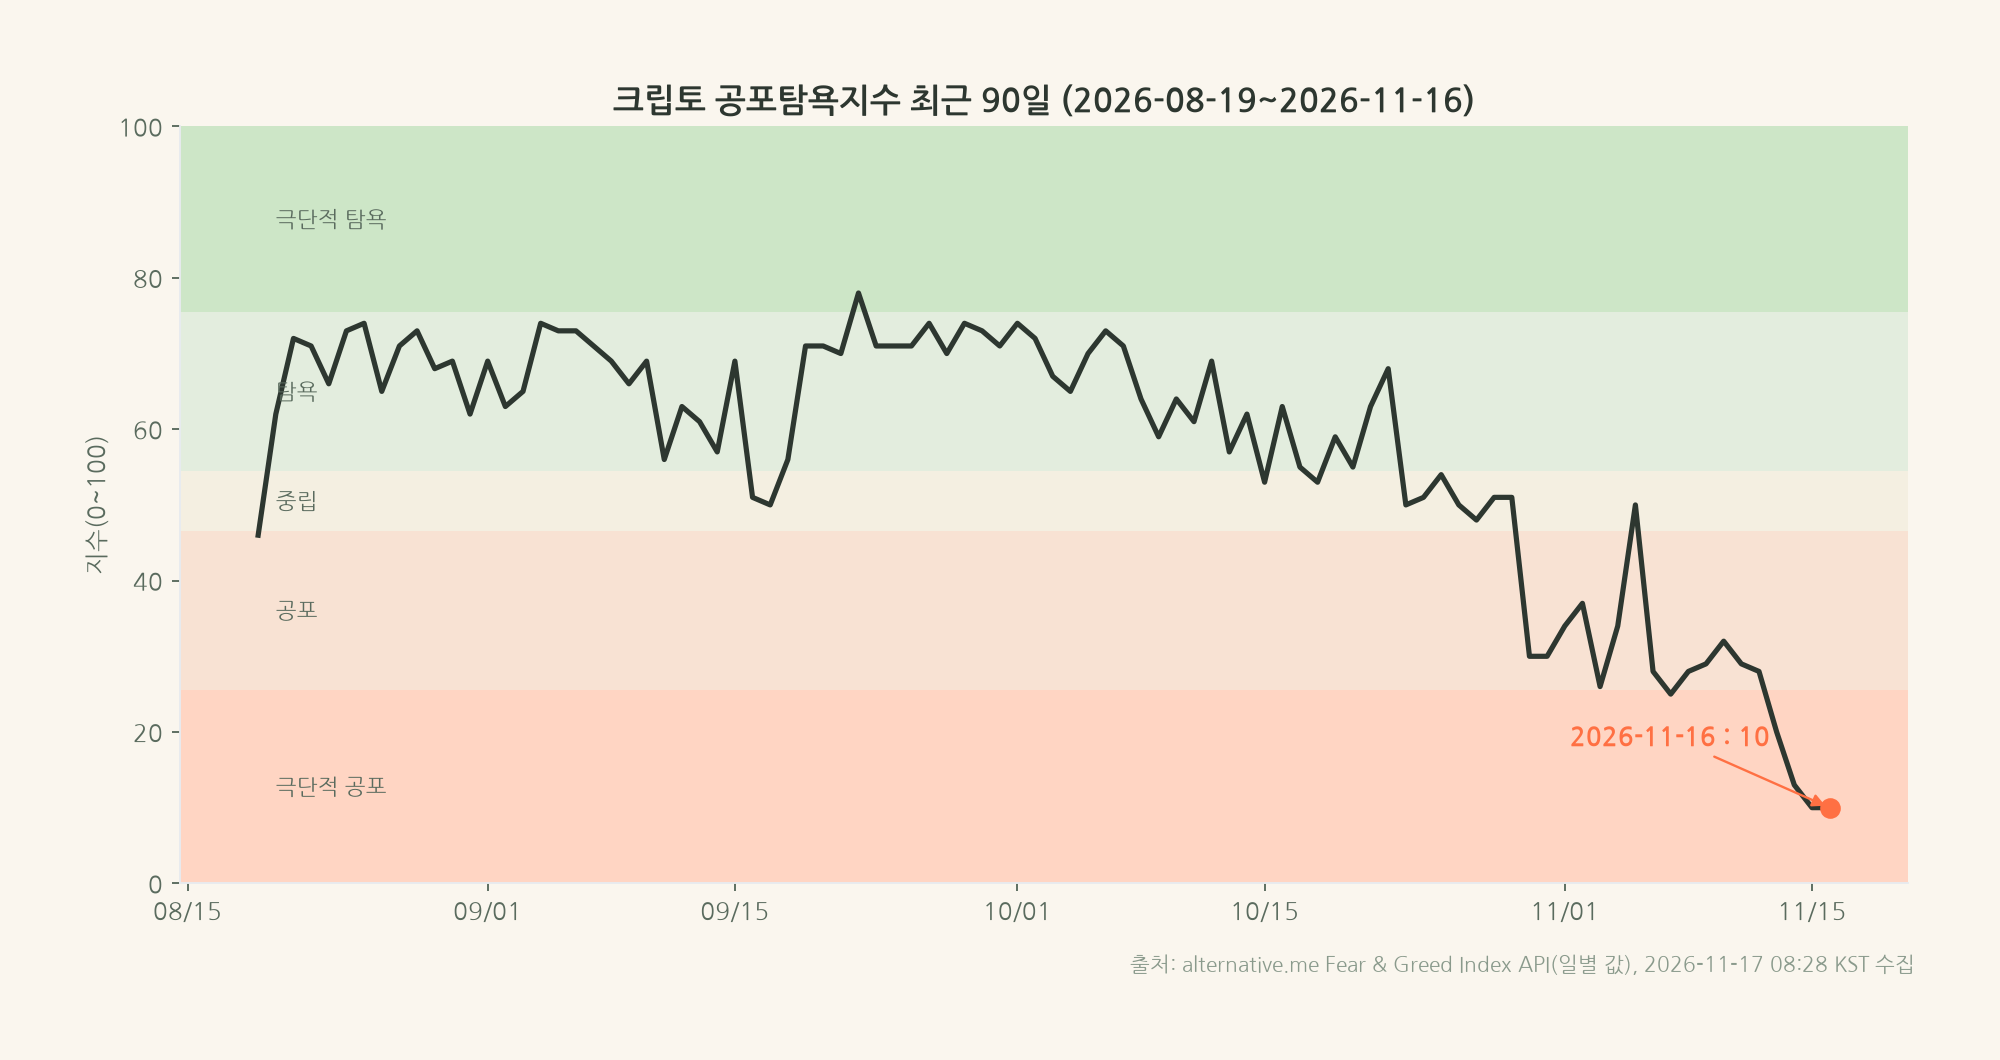 크립토 공포탐욕지수 최근 90일 (2026-08-19~2026-11-16)
100
80
60
40
20
0
지수(0~100)
극단적 탐욕
탐욕
중립
공포
극단적 공포
2026-11-16 : 10
08/15
09/01
09/15
10/01
10/15
11/01
11/15
출처: alternative.me Fear & Greed Index API(일별 값), 2026-11-17 08:28 KST 수집